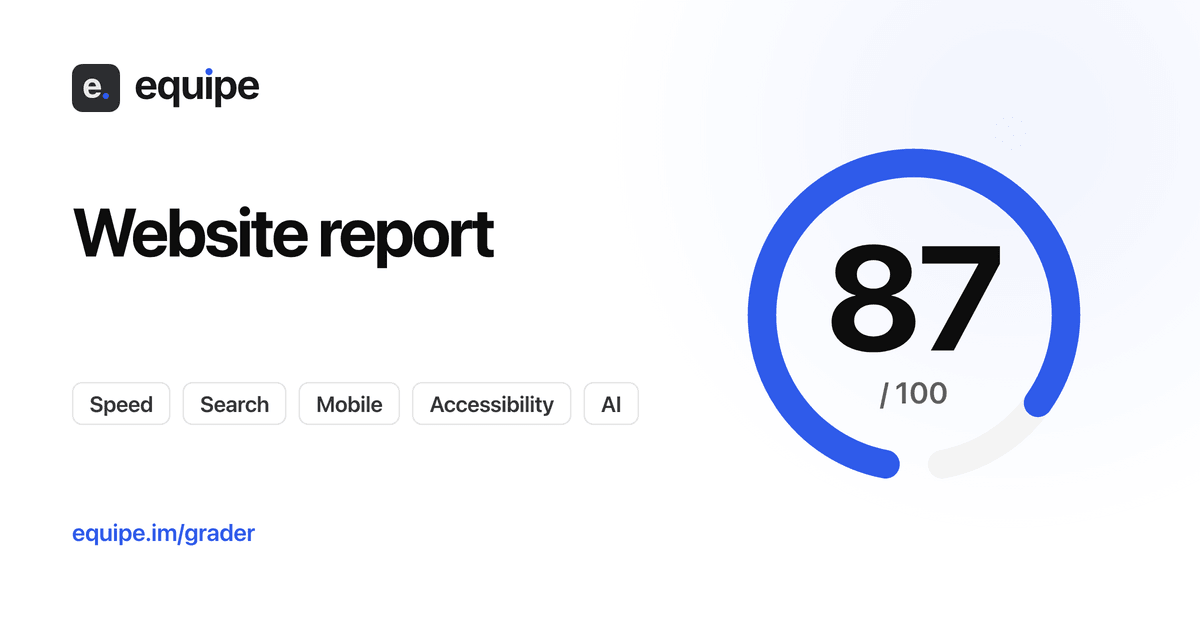 e. equipe
Website report
Speed
Search
Mobile
Accessibility
AI
equipe.im/grader
87
/ 100